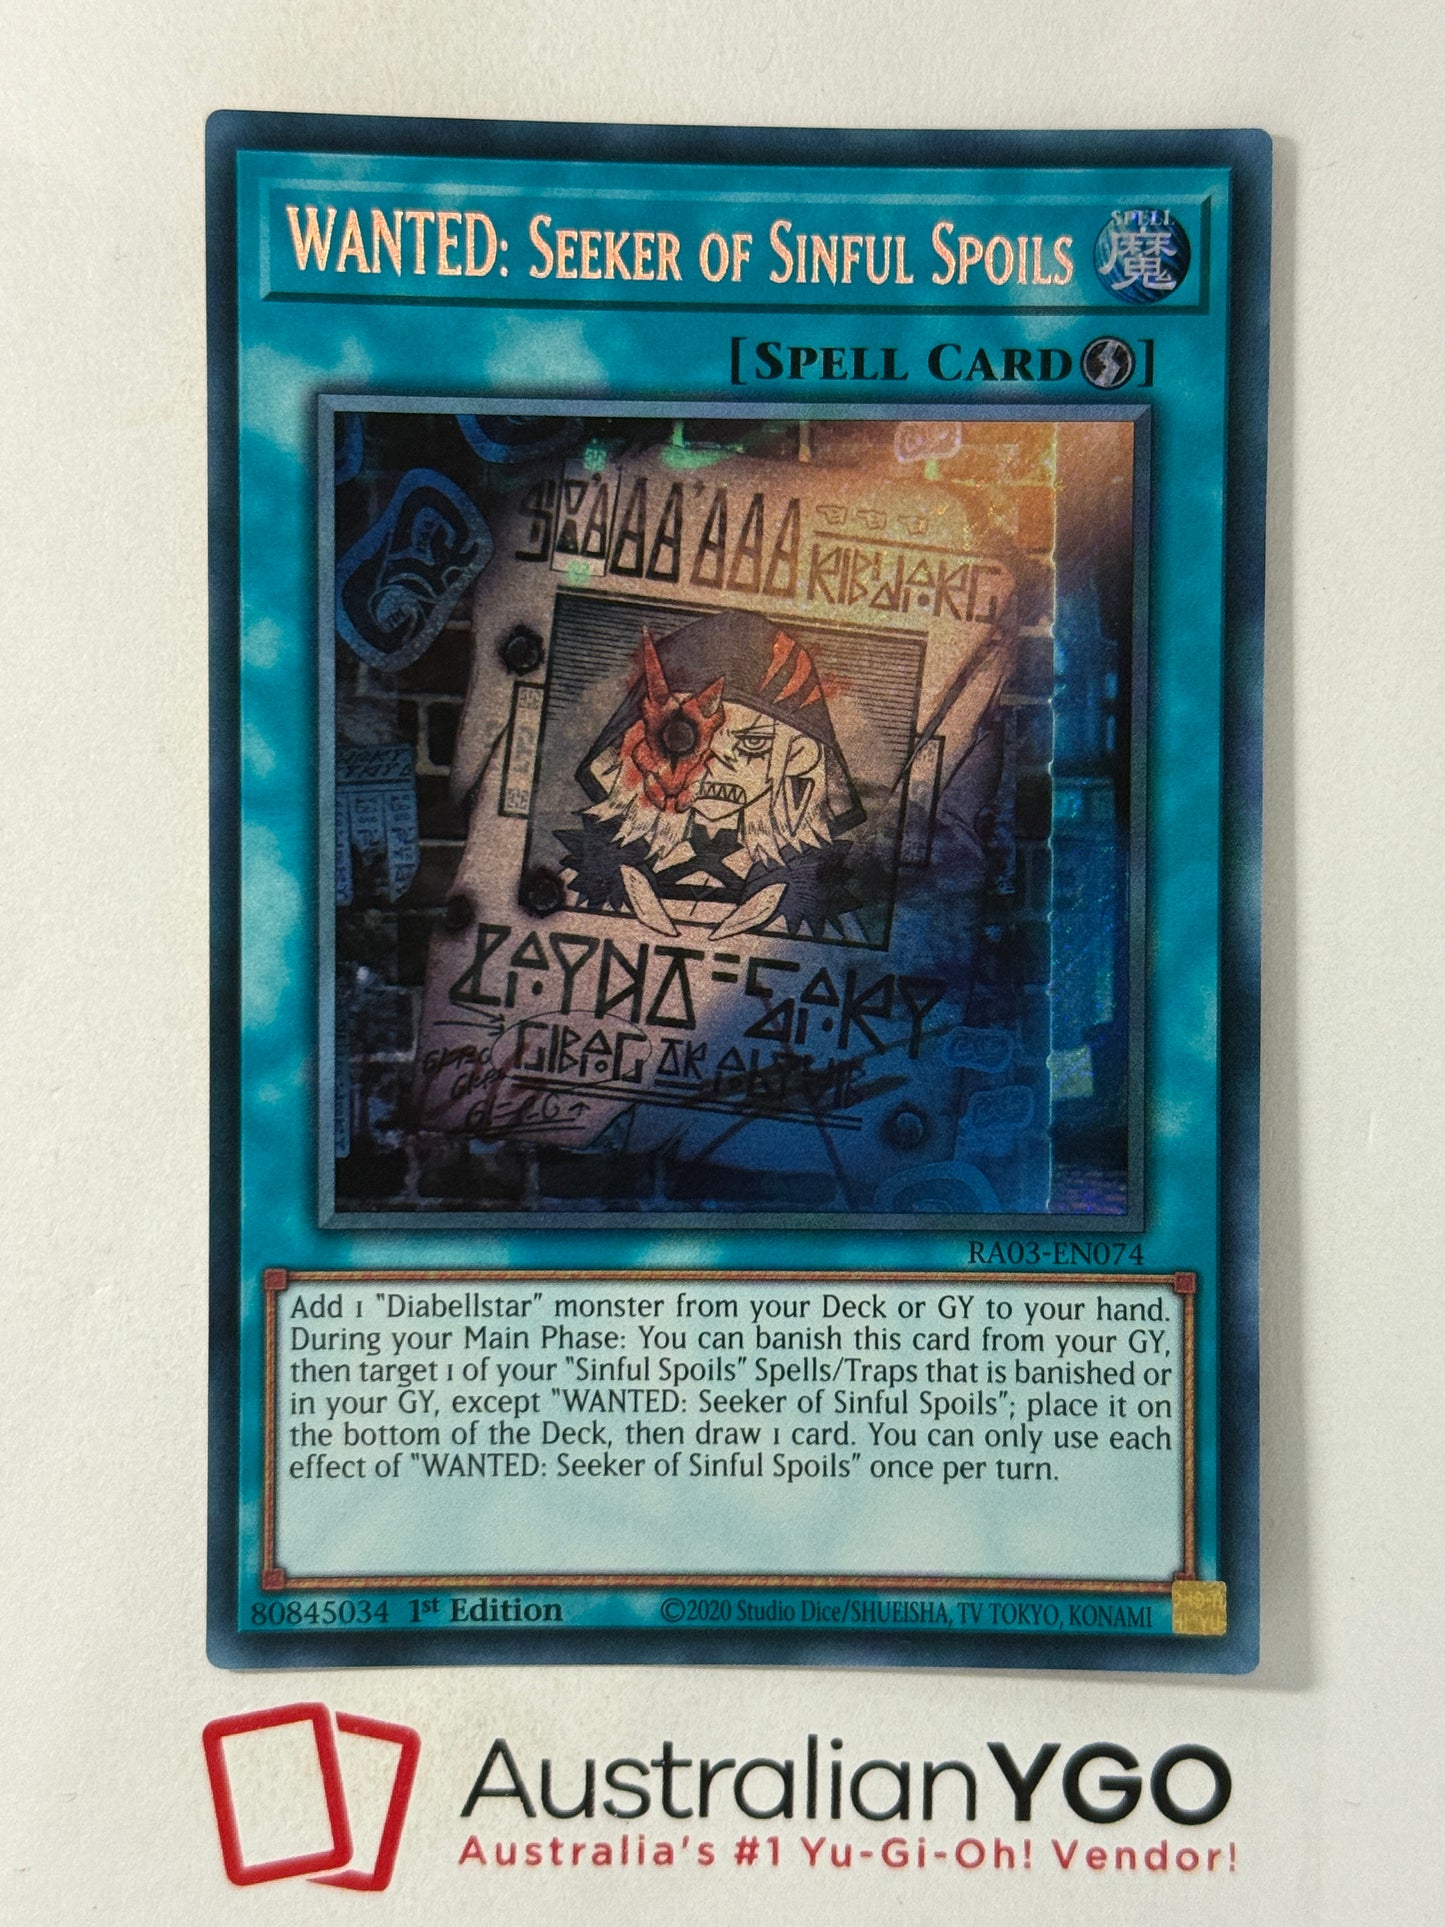 WANTED: SEEKER OF SINFUL SPOILS
SPELL
魔
[SPELL CARD]
RA03-EN074
Add 1 "Diabellstar" monster from your Deck or GY to your hand.
During your Main Phase: You can banish this card from your GY,
then target 1 of your "Sinful Spoils" Spells/Traps that is banished or
in your GY, except "WANTED: Seeker of Sinful Spoils"; place it on
the bottom of the Deck, then draw 1 card. You can only use each
effect of "WANTED: Seeker of Sinful Spoils" once per turn.
80845034 1st Edition ©2020 Studio Dice/SHUEISHA, TV TOKYO, KONAMI
AustralianYGO
Australia's #1 Yu-Gi-Oh! Vendor!